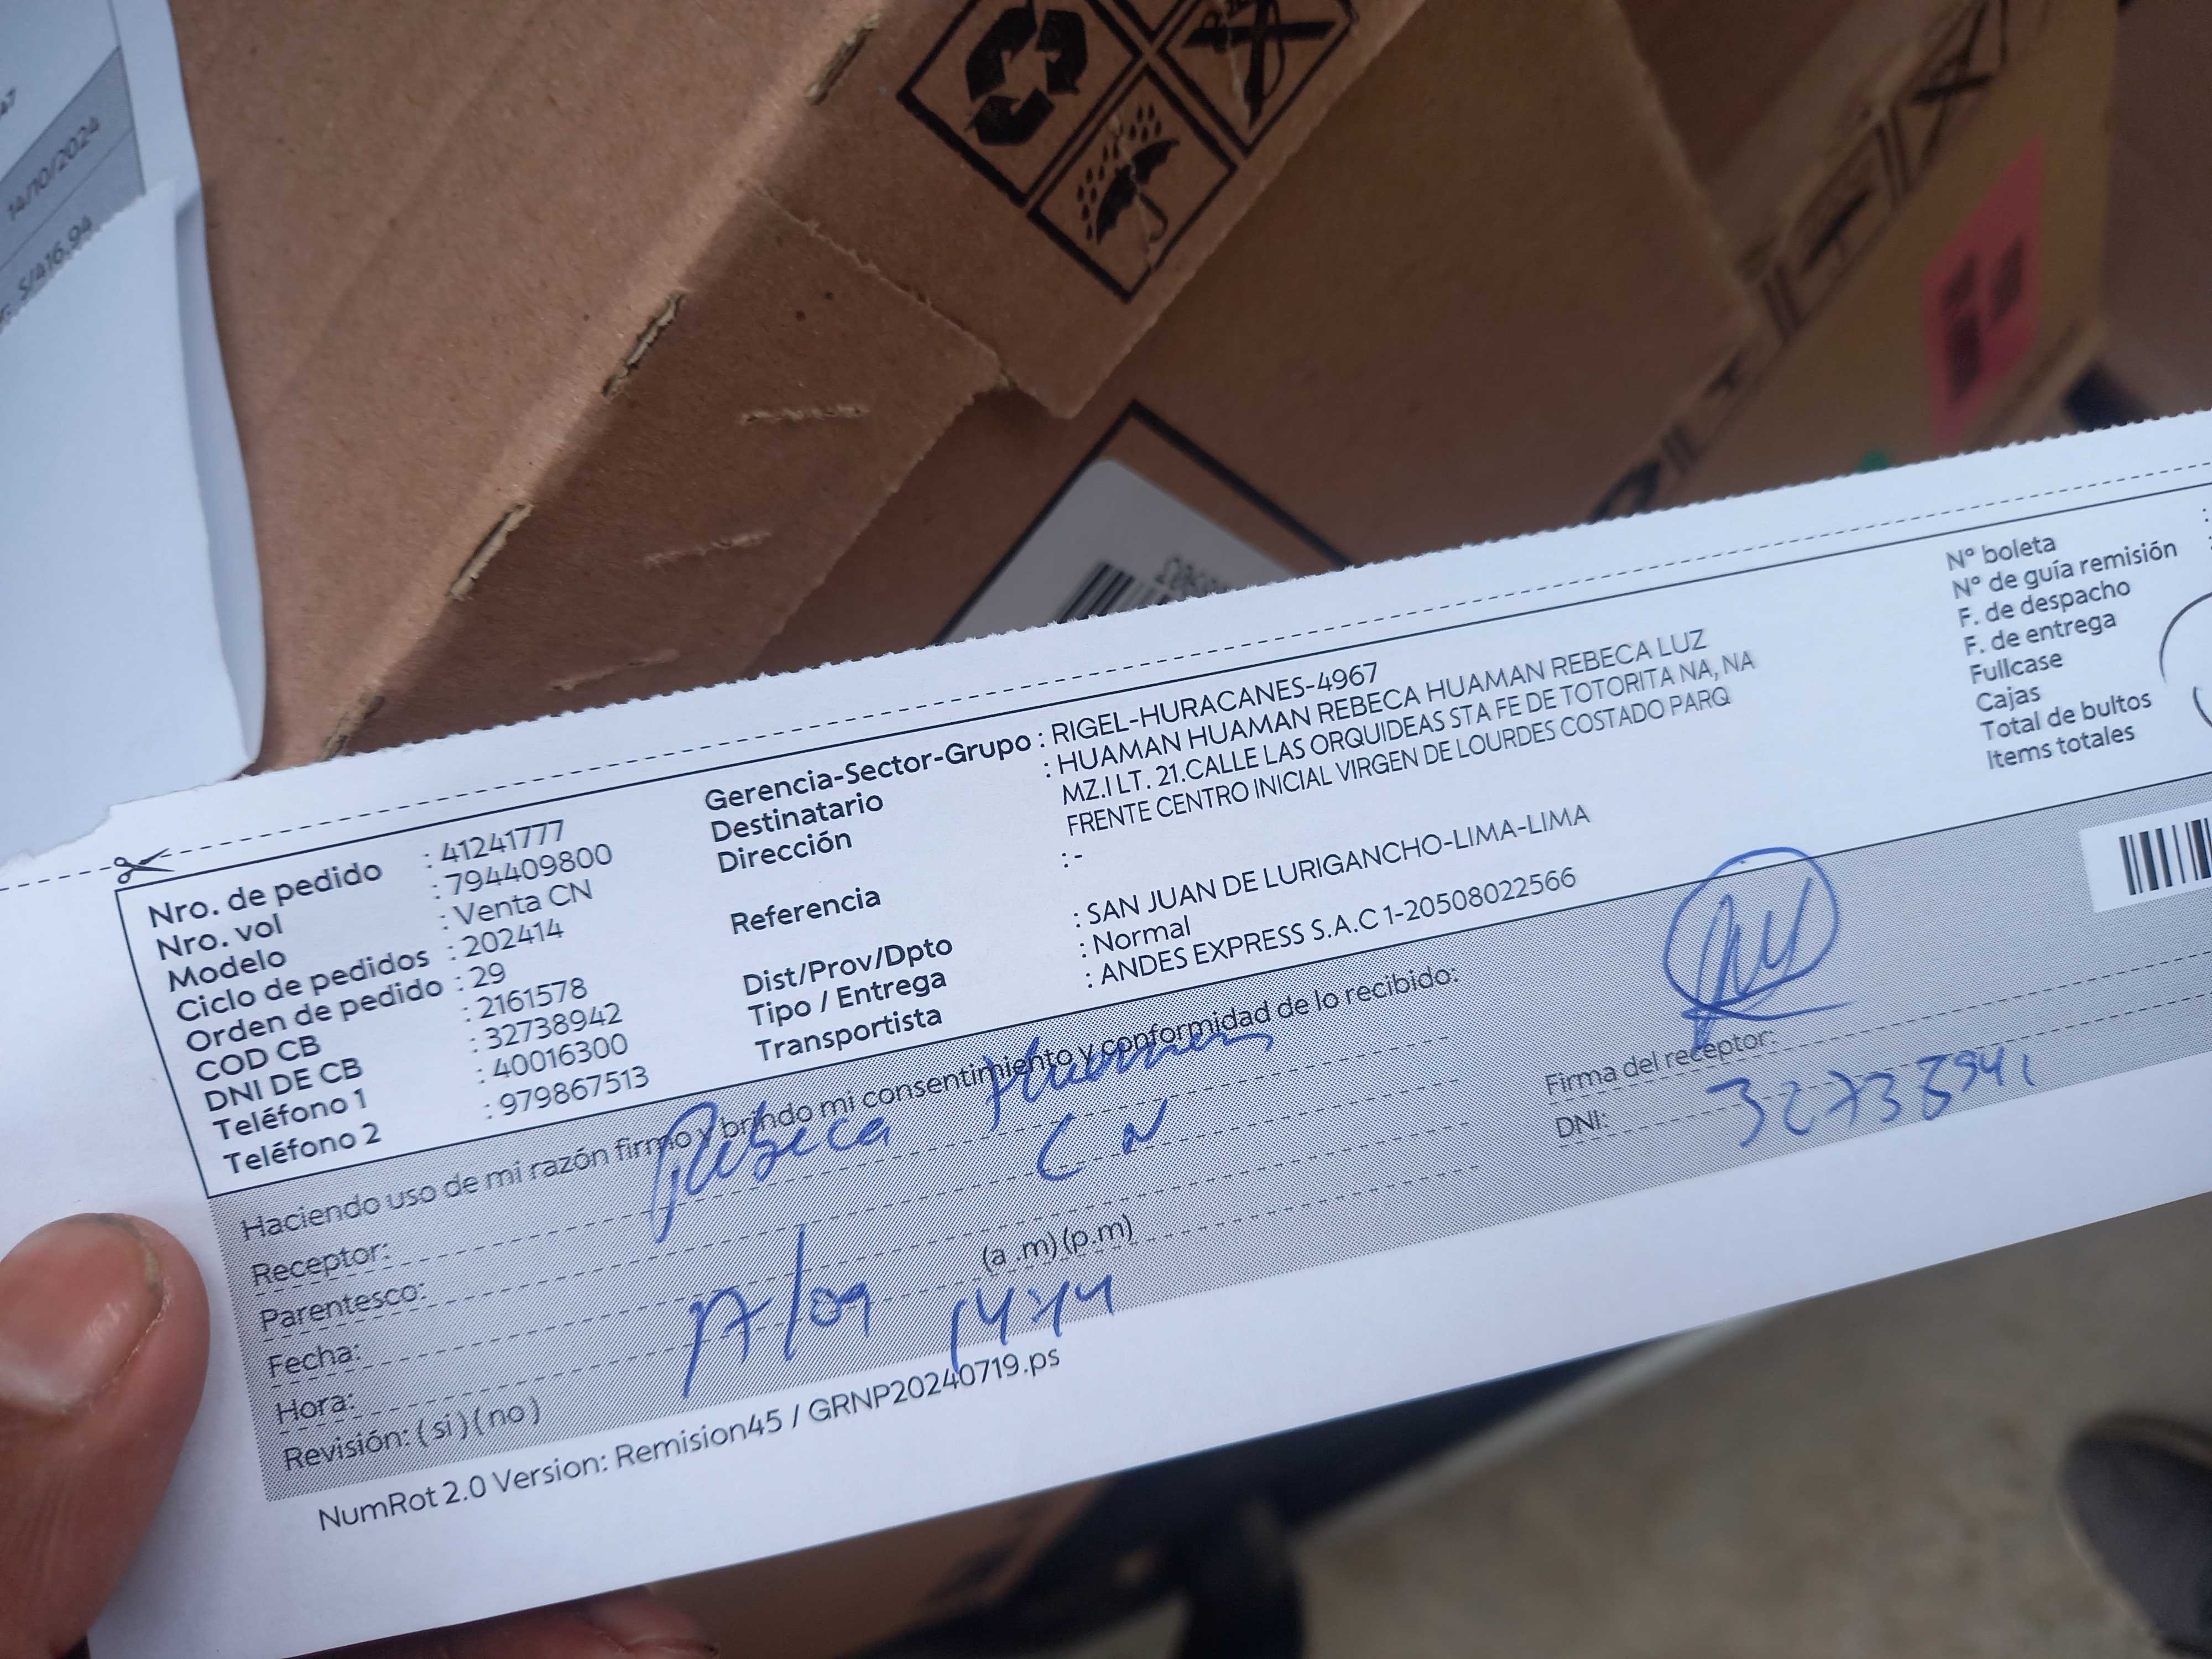 14/10/2024
S/416.94
Nro. de pedido : 41241777
Nro. vol : 794409800
Modelo : Venta CN
Ciclo de pedidos : 202414
Orden de pedido : 29
COD CB : 2161578
DNI DE CB : 32738942
Teléfono 1 : 40016300
Teléfono 2 : 979867513
Gerencia-Sector-Grupo : RIGEL-HURACANES-4967
Destinatario : HUAMAN HUAMAN REBECA HUAMAN REBECA LUZ
Dirección MZ.I LT. 21.CALLE LAS ORQUIDEAS STA FE DE TOTORITA NA, NA
FRENTE CENTRO INICIAL VIRGEN DE LOURDES COSTADO PARQ
Referencia : -
Dist/Prov/Dpto : SAN JUAN DE LURIGANCHO-LIMA-LIMA
Tipo / Entrega : Normal
Transportista : ANDES EXPRESS S.A.C 1-20508022566
N° boleta :
N° de guía remisión :
F. de despacho
F. de entrega
Fullcase
Cajas
Total de bultos
Items totales
Haciendo uso de mi razón firmo y brindo mi consentimiento y conformidad de lo recibido:
Receptor: Rebeca Huaman
Parentesco: CN
Fecha: 17/09
Hora: 14:14 (a .m) (p.m)
Revisión: ( si ) ( no )
Firma del receptor:
DNI:
NumRot 2.0 Version: Remision45 / GRNP20240719.ps